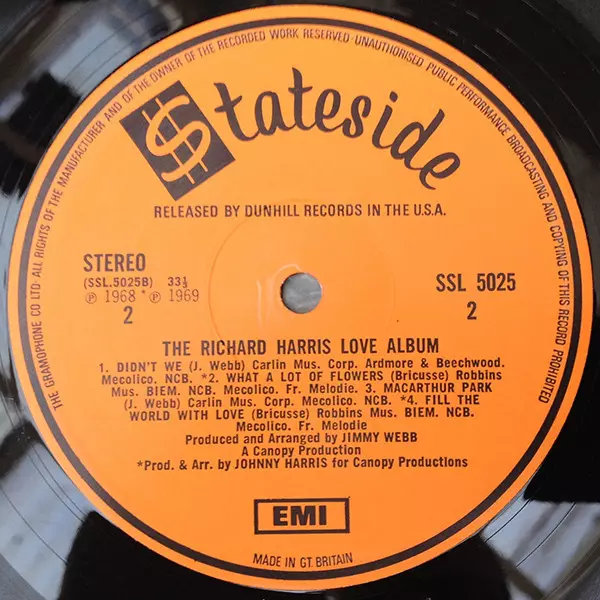 THE GRAMOPHONE CO LTD · ALL RIGHTS OF THE MANUFACTURER AND OF THE OWNER OF THE RECORDED WORK RESERVED · UNAUTHORISED PUBLIC PERFORMANCE BROADCASTING AND COPYING OF THIS RECORD PROHIBITED
$tateside
RELEASED BY DUNHILL RECORDS IN THE U.S.A.
STEREO
(SSL.5025B) 33⅓
℗ 1968 * ℗ 1969
2
SSL 5025
2
THE RICHARD HARRIS LOVE ALBUM
1. DIDN'T WE (J. Webb) Carlin Mus. Corp. Ardmore & Beechwood.
Mecolico. NCB. *2. WHAT A LOT OF FLOWERS (Bricusse) Robbins
Mus. BIEM. NCB. Mecolico. Fr. Melodie. 3. MACARTHUR PARK
(J. Webb) Carlin Mus. Corp. Mecolico. NCB. *4. FILL THE
WORLD WITH LOVE (Bricusse) Robbins Mus. BIEM. NCB.
Mecolico. Fr. Melodie
Produced and Arranged by JIMMY WEBB
A Canopy Production
*Prod. & Arr. by JOHNNY HARRIS for Canopy Productions
EMI
MADE IN GT. BRITAIN